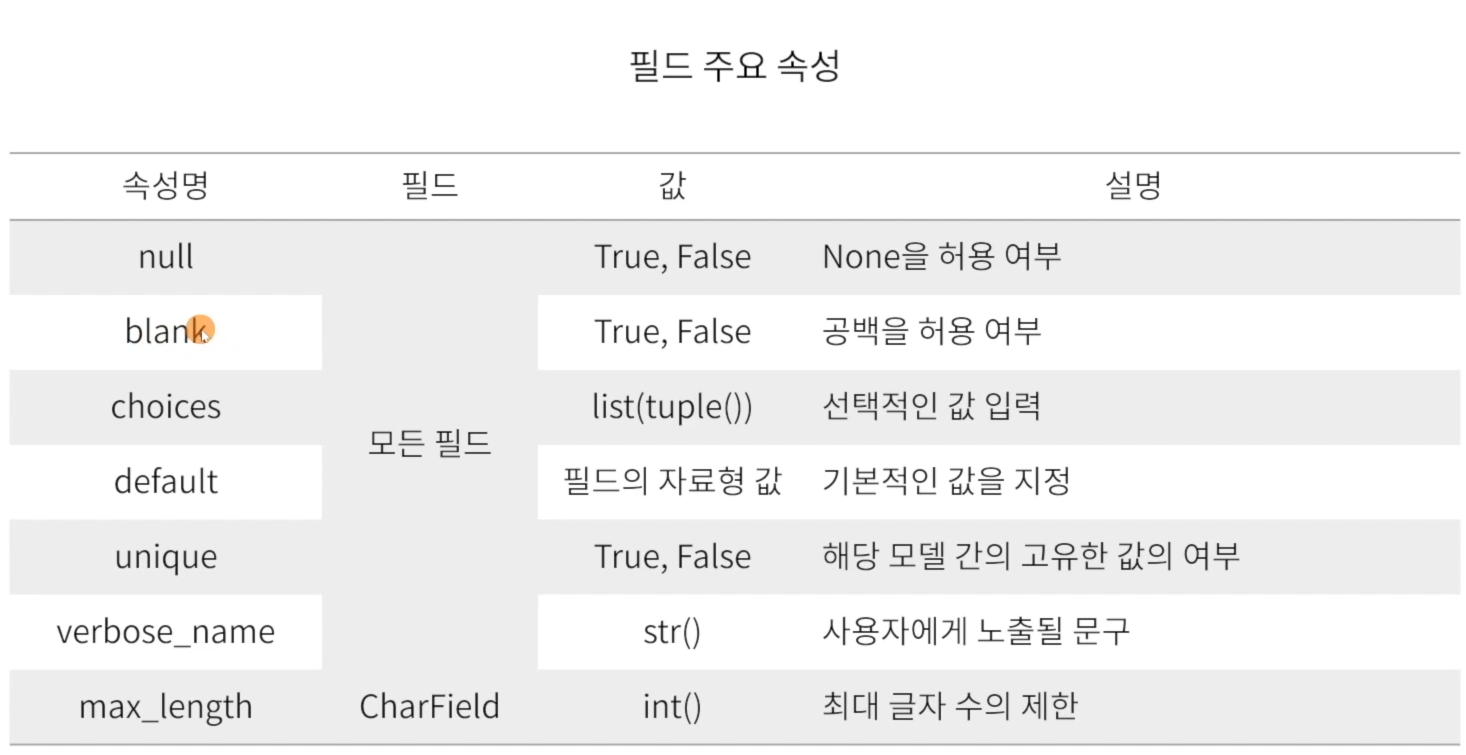 필드 주요 속성
속성명 필드 값 설명
null True, False None을 허용 여부
blank True, False 공백을 허용 여부
choices list(tuple()) 선택적인 값 입력
모든 필드
default 필드의 자료형 값 기본적인 값을 지정
unique True, False 해당 모델 간의 고유한 값의 여부
verbose_name str() 사용자에게 노출될 문구
max_length CharField int() 최대 글자 수의 제한